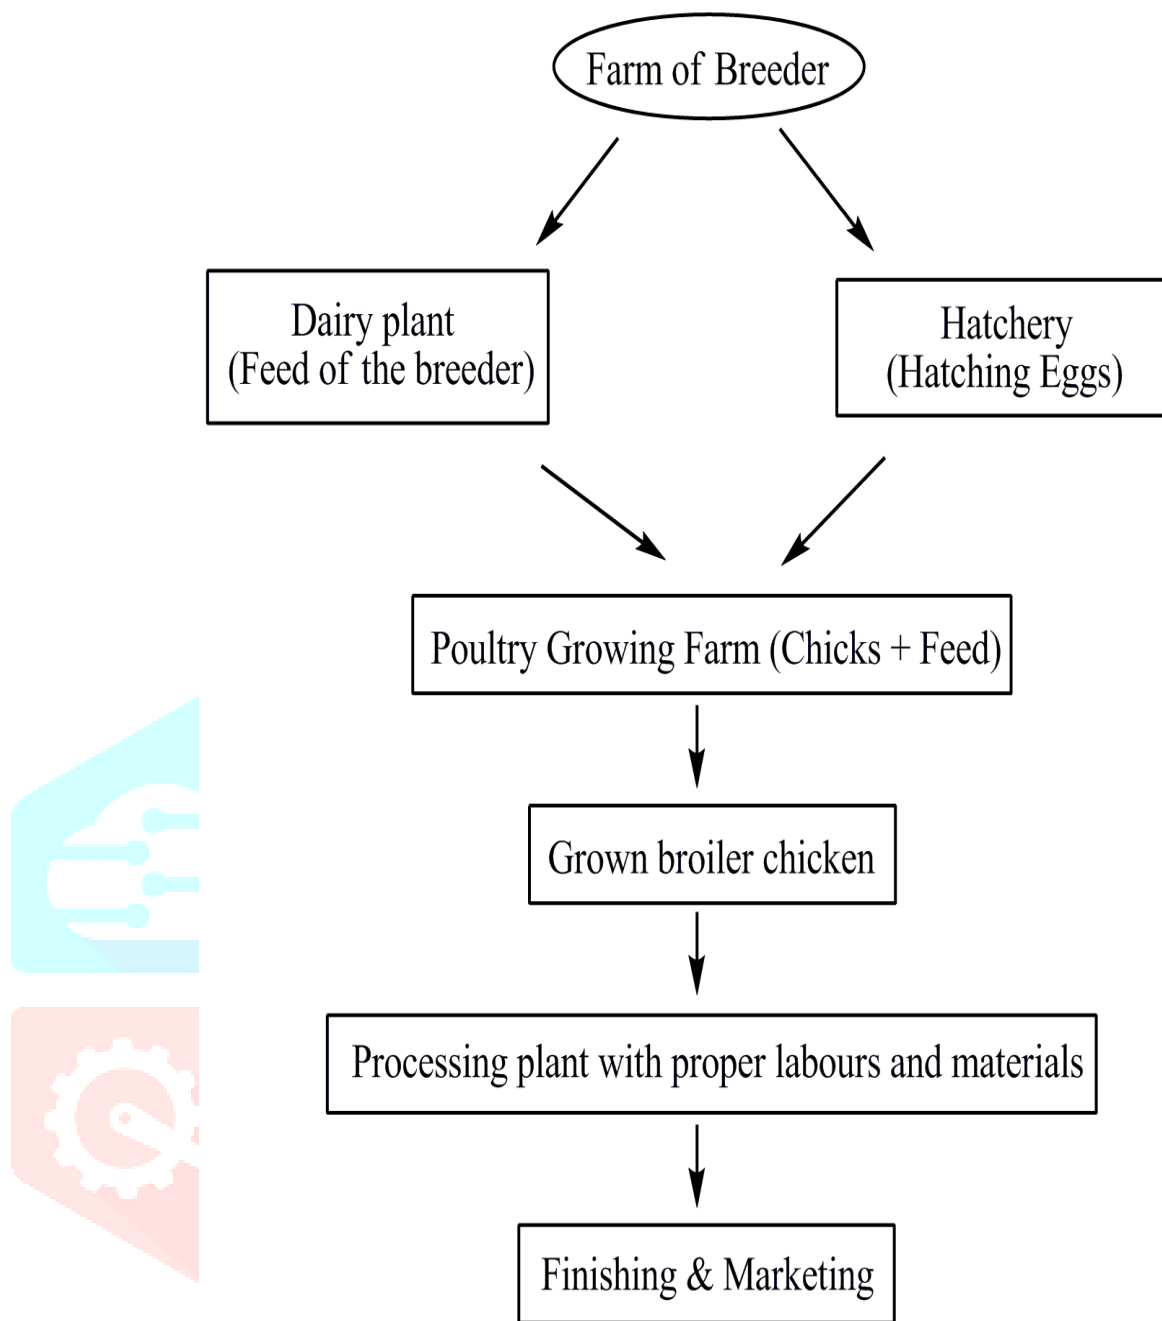 Farm of Breeder
Dairy plant
(Feed of the breeder)
Hatchery
(Hatching Eggs)
Poultry Growing Farm (Chicks + Feed)
Grown broiler chicken
Processing plant with proper labours and materials
Finishing & Marketing